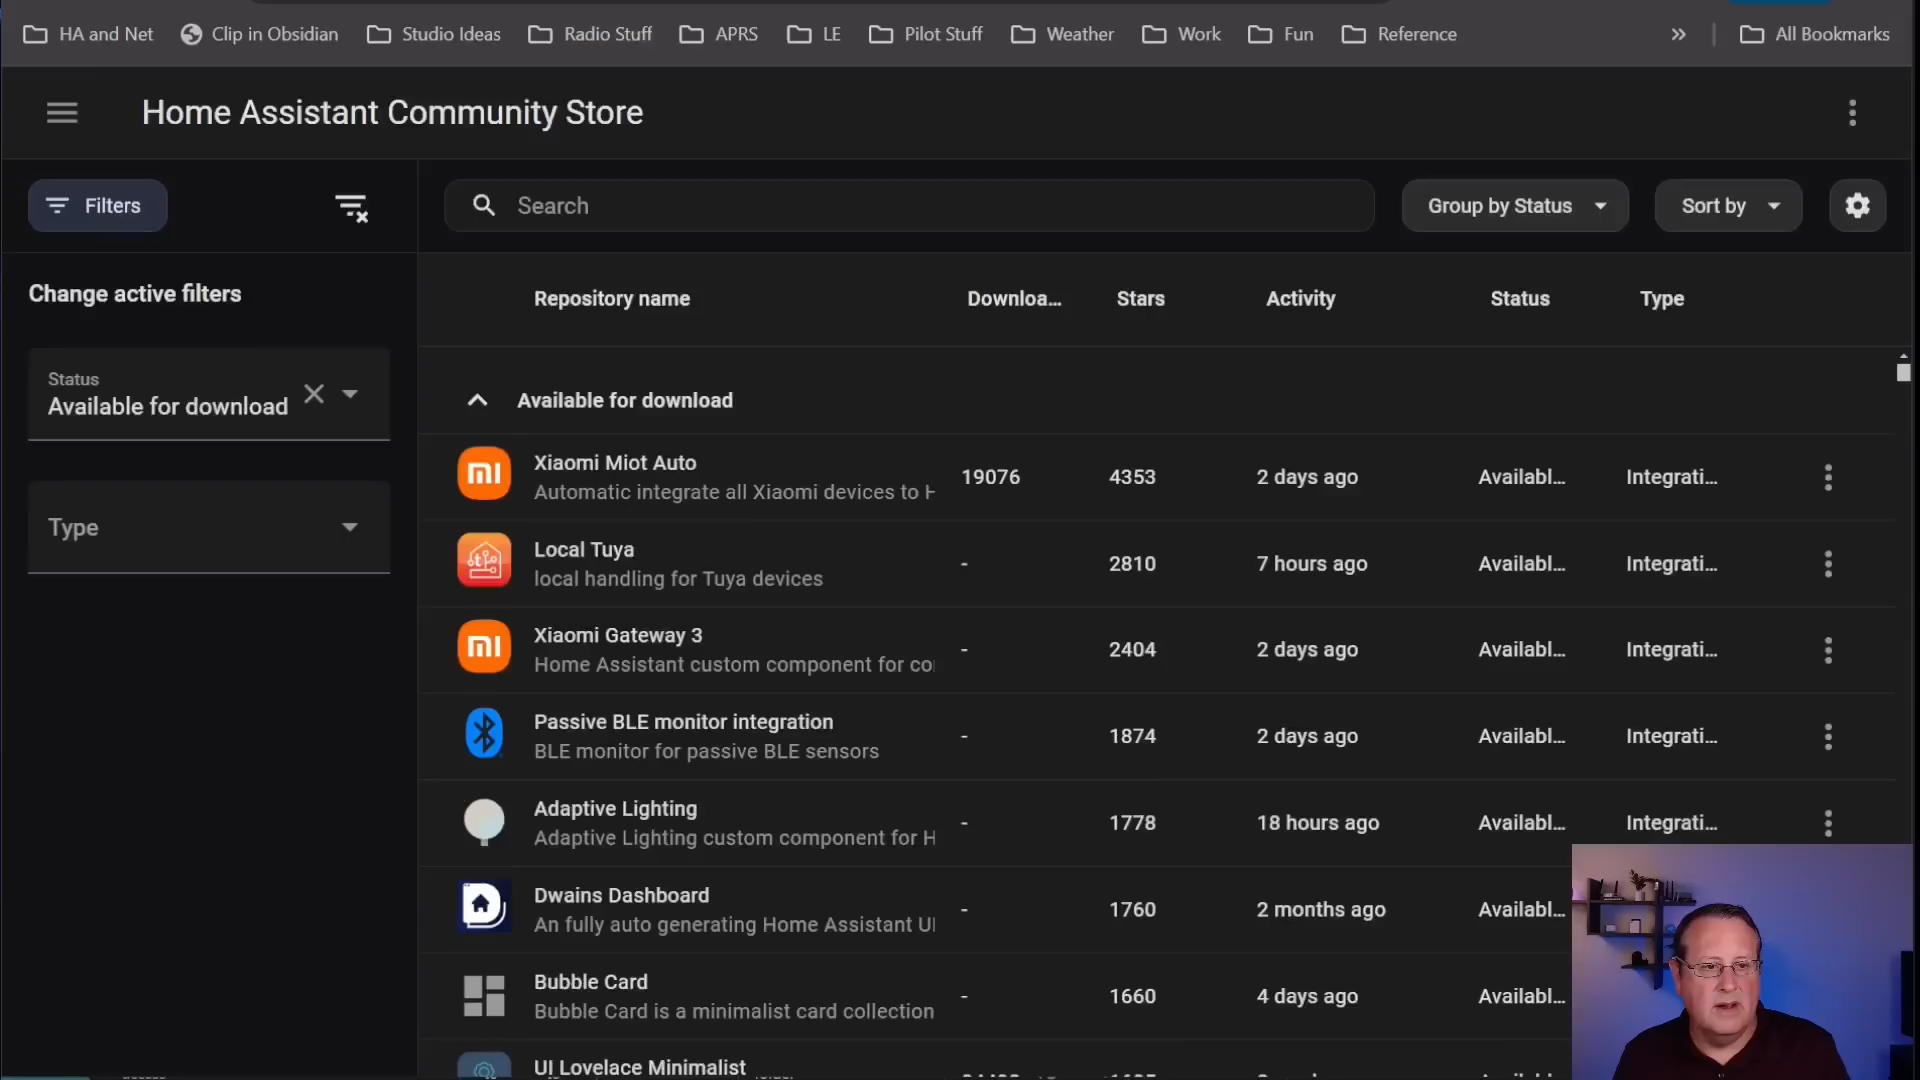 HA and Net
Clip in Obsidian
Studio Ideas
Radio Stuff
APRS
LE
Pilot Stuff
Weather
Work
Fun
Reference
»
All Bookmarks
Home Assistant Community Store
Filters
Search
Group by Status
Sort by
Change active filters
Status
Available for download
Type
Repository name
Downloa...
Stars
Activity
Status
Type
Available for download
Xiaomi Miot Auto
Automatic integrate all Xiaomi devices to H
19076
4353
2 days ago
Availabl...
Integrati...
Local Tuya
local handling for Tuya devices
-
2810
7 hours ago
Availabl...
Integrati...
Xiaomi Gateway 3
Home Assistant custom component for co
-
2404
2 days ago
Availabl...
Integrati...
Passive BLE monitor integration
BLE monitor for passive BLE sensors
-
1874
2 days ago
Availabl...
Integrati...
Adaptive Lighting
Adaptive Lighting custom component for H
-
1778
18 hours ago
Availabl...
Integrati...
Dwains Dashboard
An fully auto generating Home Assistant UI
-
1760
2 months ago
Availabl...
Bubble Card
Bubble Card is a minimalist card collection
-
1660
4 days ago
Availabl...
UI Lovelace Minimalist